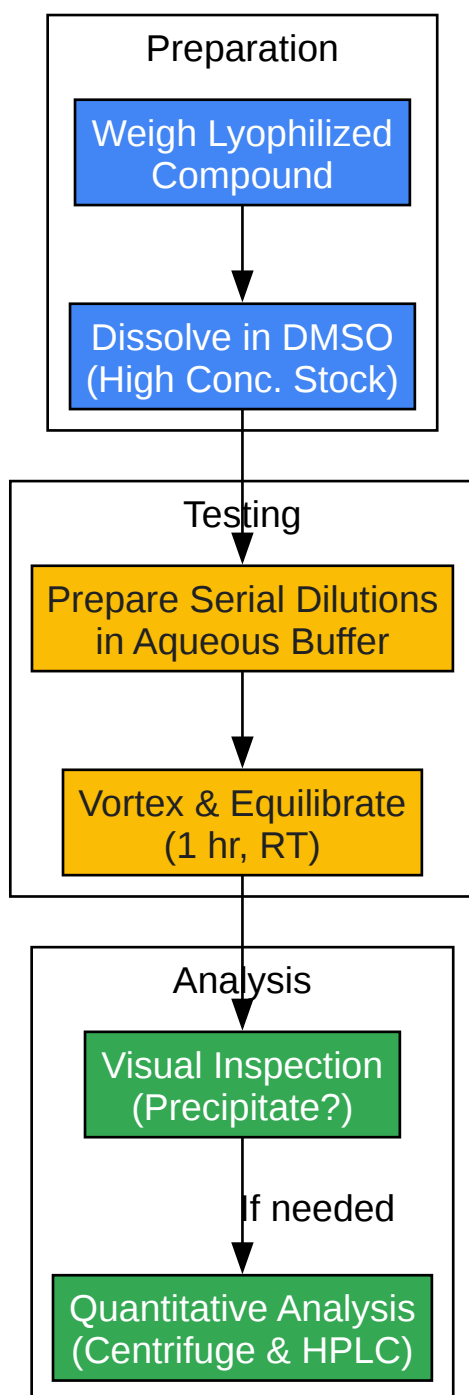 Preparation
Weigh Lyophilized
Compound
Dissolve in DMSO
(High Conc. Stock)
Testing
Prepare Serial Dilutions
in Aqueous Buffer
Vortex & Equilibrate
(1 hr, RT)
Analysis
Visual Inspection
(Precipitate?)
If needed
Quantitative Analysis
(Centrifuge & HPLC)